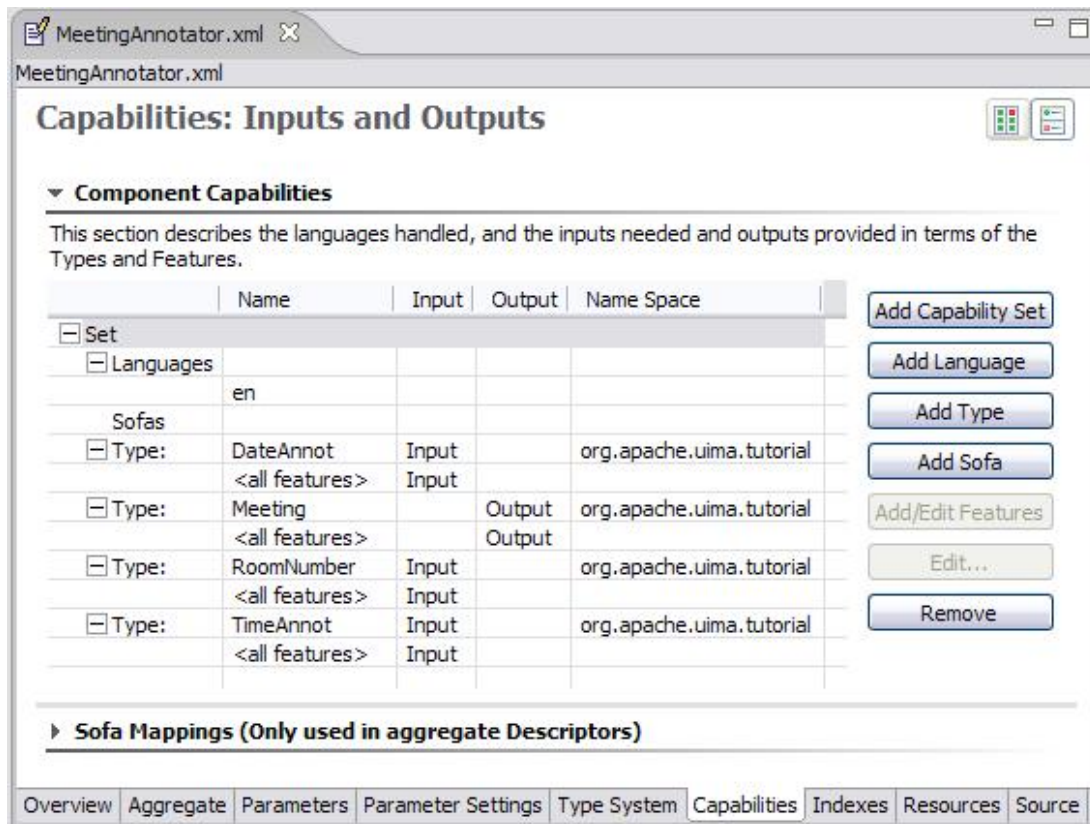 MeetingAnnotator.xml
MeetingAnnotator.xml
Capabilities: Inputs and Outputs
Component Capabilities
This section describes the languages handled, and the inputs needed and outputs provided in terms of the
Types and Features.
Name Input Output Name Space
Set
Languages
en
Sofas
Type: DateAnnot Input org.apache.uima.tutorial
<all features> Input
Type: Meeting Output org.apache.uima.tutorial
<all features> Output
Type: RoomNumber Input org.apache.uima.tutorial
<all features> Input
Type: TimeAnnot Input org.apache.uima.tutorial
<all features> Input
Add Capability Set
Add Language
Add Type
Add Sofa
Add/Edit Features
Edit...
Remove
Sofa Mappings (Only used in aggregate Descriptors)
Overview Aggregate Parameters Parameter Settings Type System Capabilities Indexes Resources Source